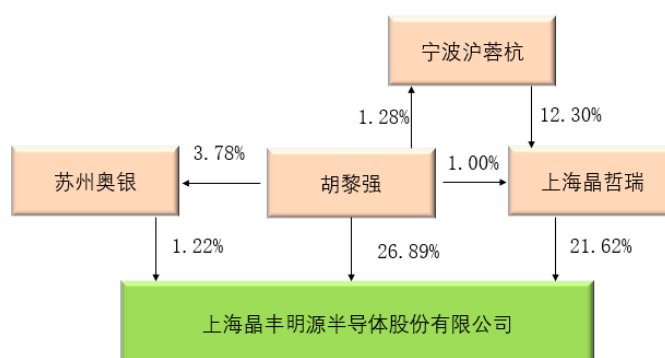 宁波沪蓉杭
1.28%
12.30%
3.78%
1.00%
苏州奥银
胡黎强
上海晶哲瑞
1.22%
26.89%
21.62%
上海晶丰明源半导体股份有限公司